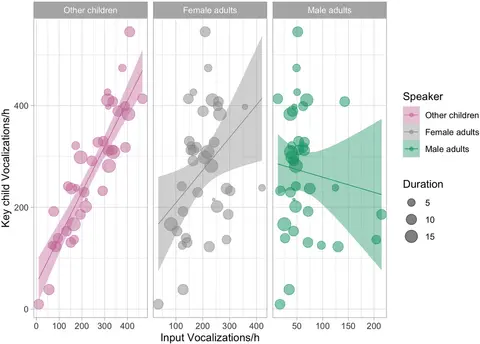 Other children Female adults Male adults
Key child Vocalizations/h
400
200
0
0 100 200 300 400 100 200 300 400 50 100 150 200
Input Vocalizations/h
Speaker
Other children
Female adults
Male adults
Duration
5
10
15